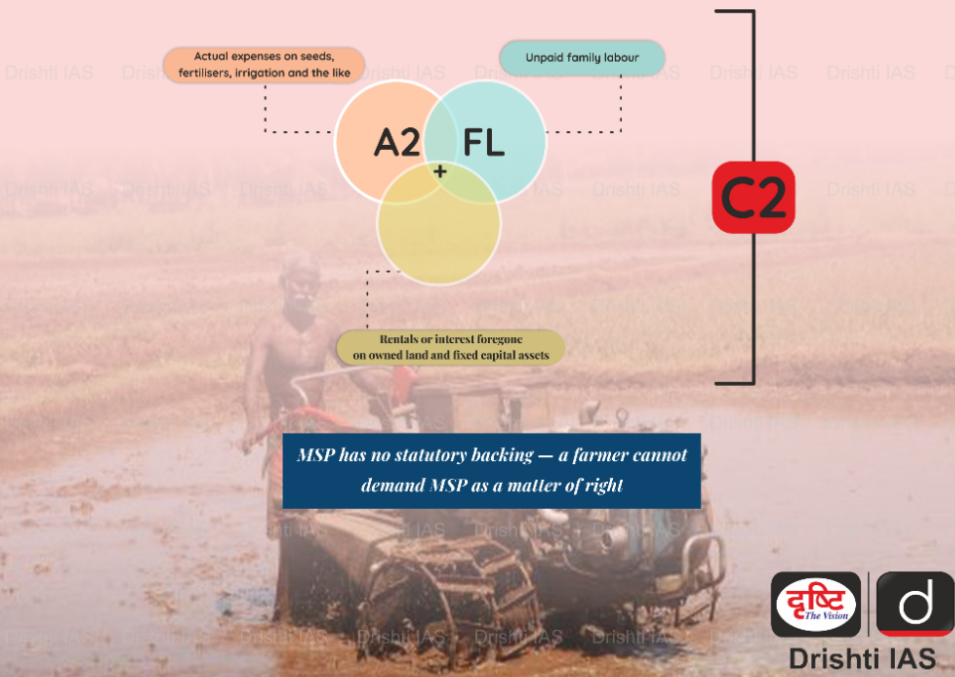 Actual expenses on seeds,
fertilisers, irrigation and the like
Unpaid family labour
A2
FL
+
C2
Rentals or interest foregone
on owned land and fixed capital assets
MSP has no statutory backing — a farmer cannot
demand MSP as a matter of right
दृष्टि
The Vision
d
Drishti IAS
Drishti IAS